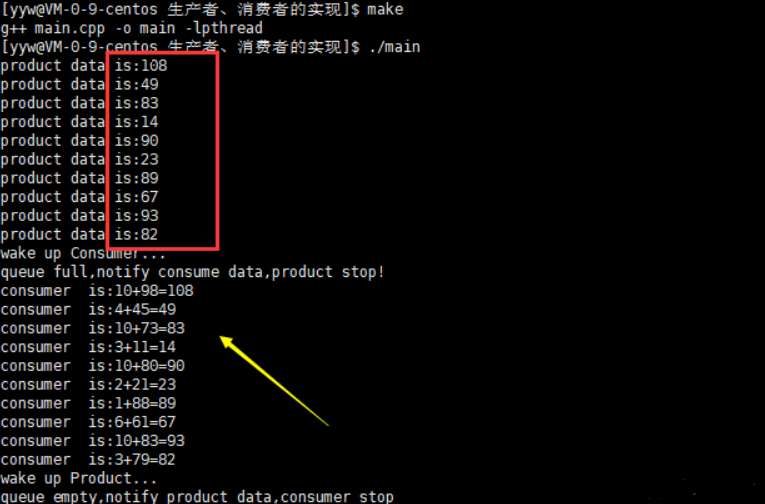 [yyw@VM-0-9-centos 生产者、消费者的实现]$ make
g++ main.cpp -o main -lpthread
[yyw@VM-0-9-centos 生产者、消费者的实现]$ ./main
product data is:108
product data is:49
product data is:83
product data is:14
product data is:90
product data is:23
product data is:89
product data is:67
product data is:93
product data is:82
wake up Consumer...
queue full,notify consume data,product stop!
consumer  is:10+98=108
consumer  is:4+45=49
consumer  is:10+73=83
consumer  is:3+11=14
consumer  is:10+80=90
consumer  is:2+21=23
consumer  is:1+88=89
consumer  is:6+61=67
consumer  is:10+83=93
consumer  is:3+79=82
wake up Product...
queue empty,notify product data,consumer stop